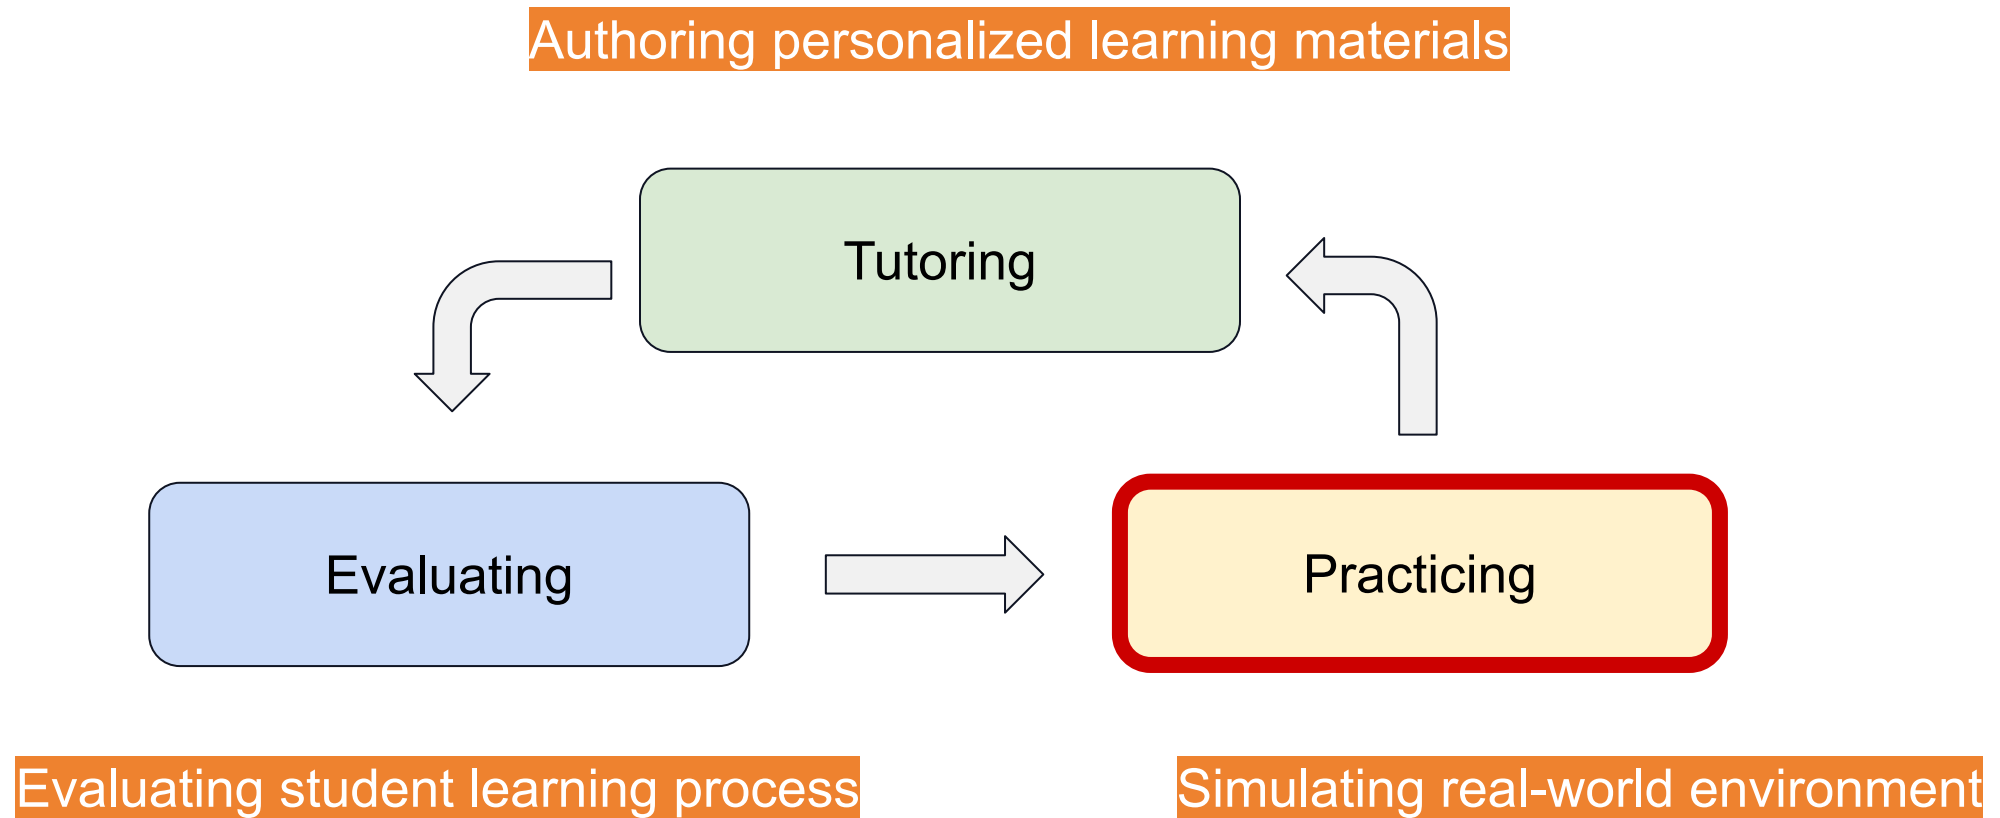 Authoring personalized learning materials
Tutoring
Evaluating
Practicing
Evaluating student learning process
Simulating real-world environment